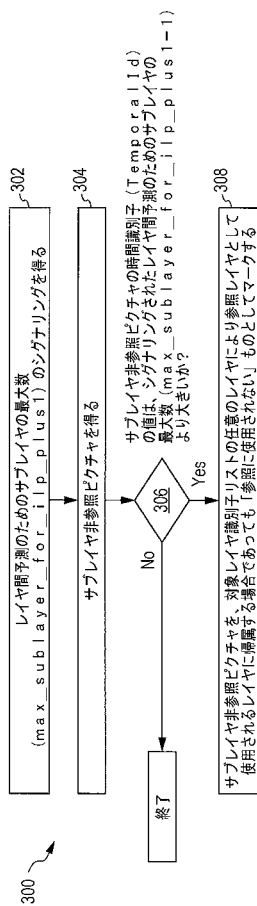 300
302
レイヤ間予測のためのサブレイヤの最大数
(max_sublayer_for_ilp_plus1)のシグナリングを得る
304
サブレイヤ非参照ピクチャを得る
サブレイヤ非参照ピクチャの時間識別子(TemporalId)
の値は、シグナリングされたレイヤ間予測のためのサブレイヤの
最大数(max_sublayer_for_ilp_plus1-1)
より大きいか?
306
No
Yes
終了
308
サブレイヤ非参照ピクチャを、対象レイヤ識別子リストの任意のレイヤにより参照レイヤとして
使用されるレイヤに帰属する場合であっても「参照に使用されない」ものとしてマークする